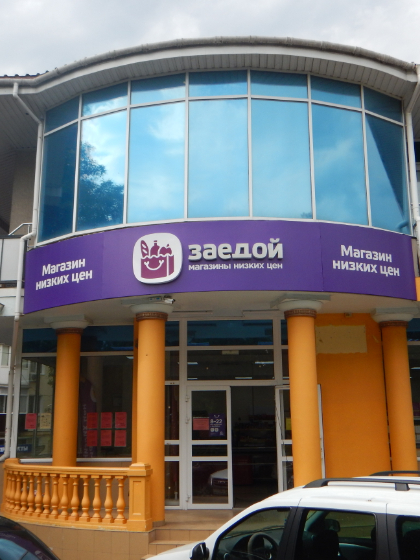 Магазин
низких цен
заедой
магазины низких цен
Магазин
низких цен